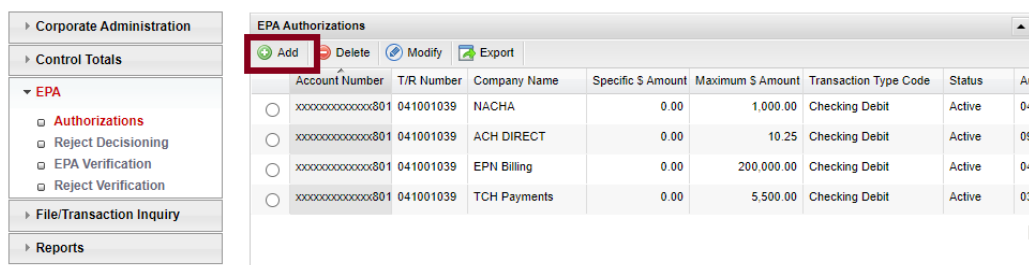 Corporate Administration
Control Totals
EPA
Authorizations
Reject Decisioning
EPA Verification
Reject Verification
File/Transaction Inquiry
Reports
EPA Authorizations
Add Delete Modify Export
Account Number T/R Number Company Name Specific $ Amount Maximum $ Amount Transaction Type Code Status
xxxxxxxxxxxxx801 041001039 NACHA 0.00 1,000.00 Checking Debit Active
xxxxxxxxxxxxx801 041001039 ACH DIRECT 0.00 10.25 Checking Debit Active
xxxxxxxxxxxxx801 041001039 EPN Billing 0.00 200,000.00 Checking Debit Active
xxxxxxxxxxxxx801 041001039 TCH Payments 0.00 5,500.00 Checking Debit Active